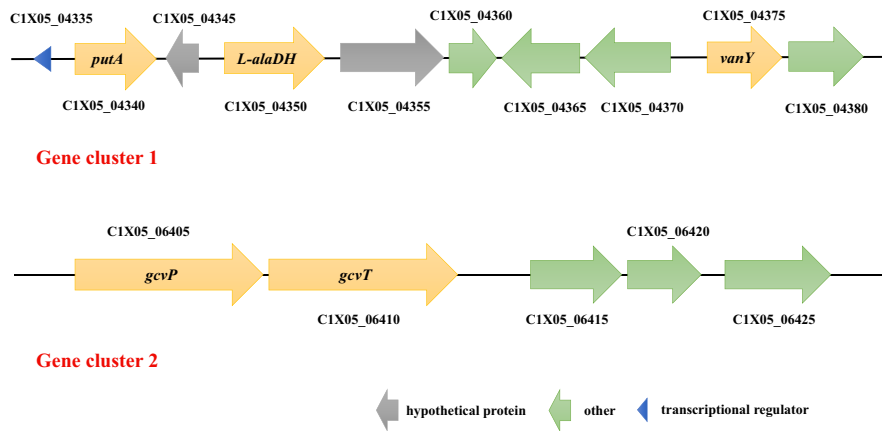 C1X05_04335 C1X05_04345 C1X05_04360 C1X05_04375
putA L-alaDH vanY
C1X05_04340 C1X05_04350 C1X05_04355 C1X05_04365 C1X05_04370 C1X05_04380
Gene cluster 1
C1X05_06405 C1X05_06420
gcvP gcvT
C1X05_06410 C1X05_06415 C1X05_06425
Gene cluster 2
hypothetical protein other transcriptional regulator